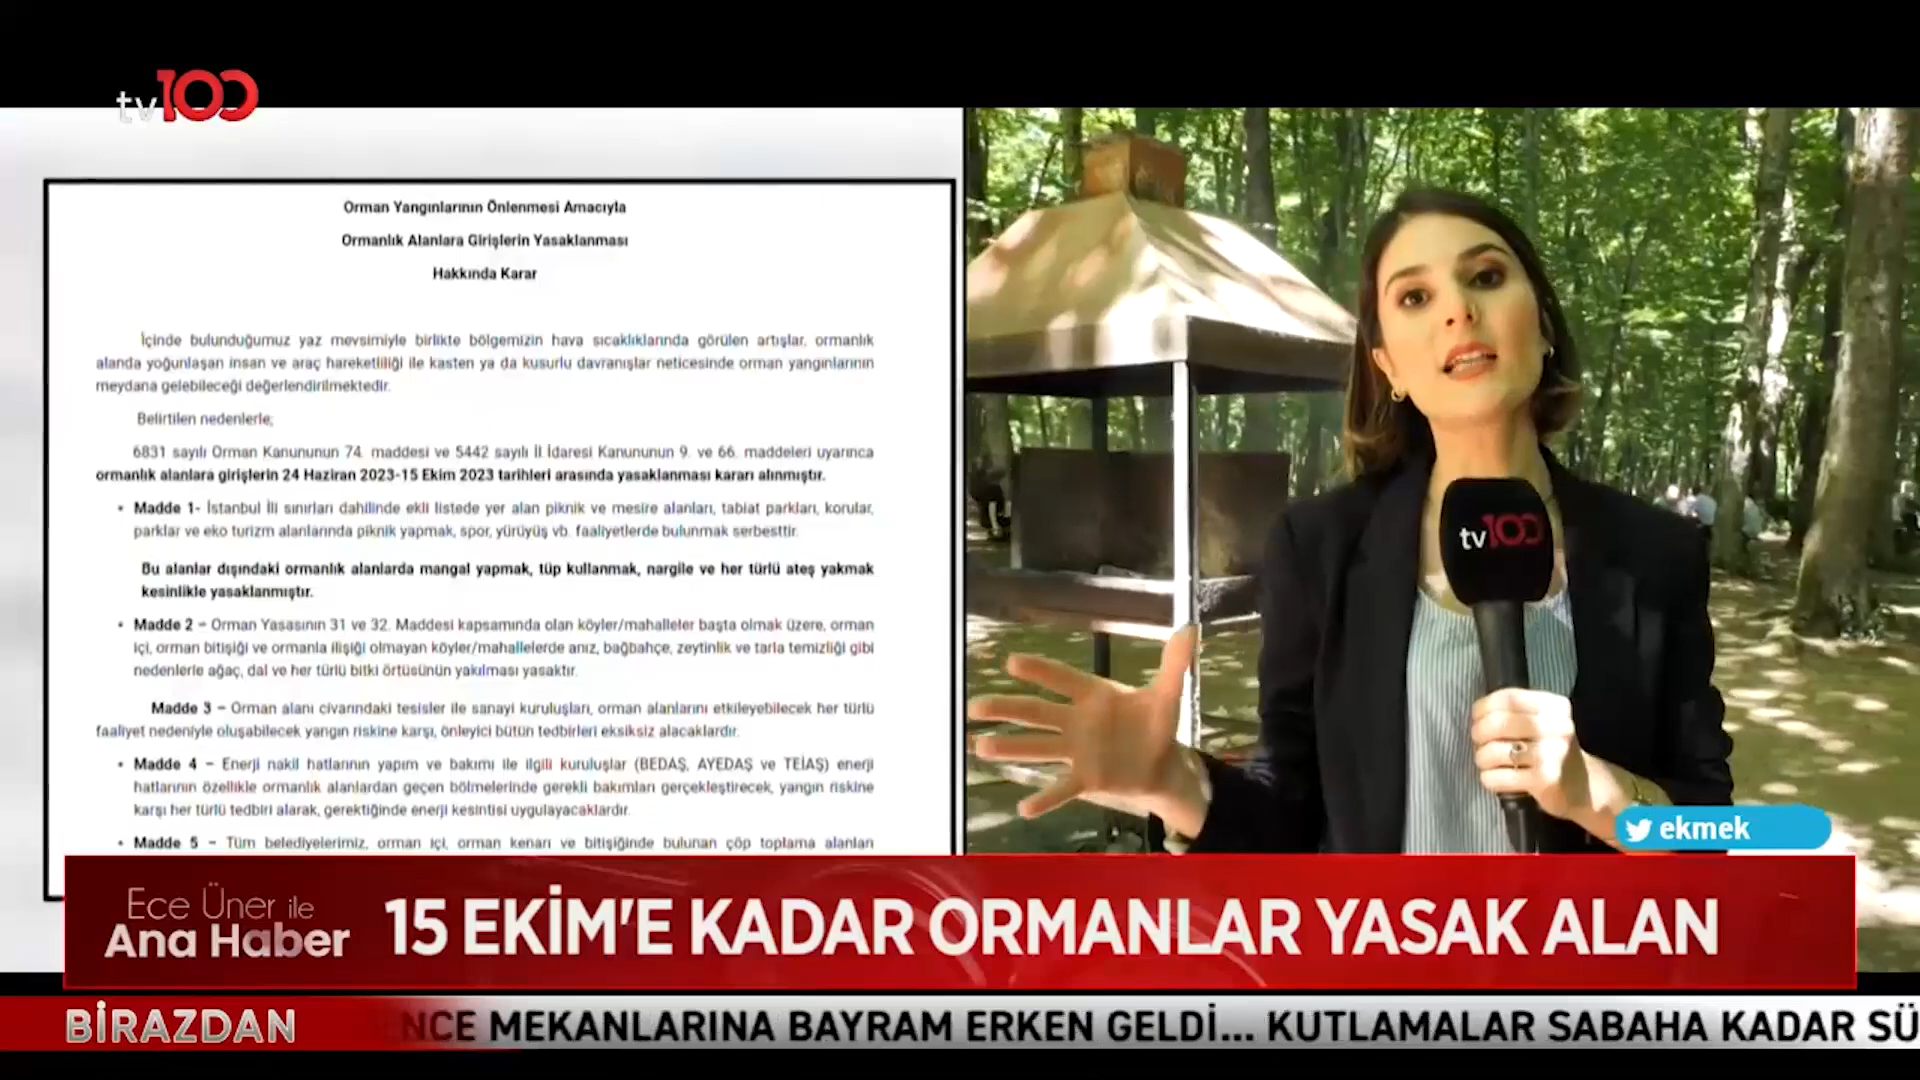 tv100
Orman Yangınlarının Önlenmesi Amacıyla
Ormanlık Alanlara Girişlerin Yasaklanması
Hakkında Karar
İçinde bulunduğumuz yaz mevsimiyle birlikte bölgemizin hava sıcaklıklarında görülen artışlar, ormanlık
alanda yoğunlaşan insan ve araç hareketliliği ile kasten ya da kusurlu davranışlar neticesinde orman yangınlarının
meydana gelebileceği değerlendirilmektedir.
Belirtilen nedenlerle;
6831 sayılı Orman Kanununun 74. maddesi ve 5442 sayılı İl İdaresi Kanununun 9. ve 66. maddeleri uyarınca
ormanlık alanlara girişlerin 24 Haziran 2023-15 Ekim 2023 tarihleri arasında yasaklanması kararı alınmıştır.
• Madde 1- İstanbul İli sınırları dahilinde ekli listede yer alan piknik ve mesire alanları, tabiat parkları, korular,
parklar ve eko turizm alanlarında piknik yapmak, spor, yürüyüş vb. faaliyetlerde bulunmak serbesttir.
Bu alanlar dışındaki ormanlık alanlarda mangal yapmak, tüp kullanmak, nargile ve her türlü ateş yakmak
kesinlikle yasaklanmıştır.
• Madde 2 – Orman Yasasının 31 ve 32. Maddesi kapsamında olan köyler/mahalleler başta olmak üzere, orman
içi, orman bitişiği ve ormanla ilişiği olmayan köyler/mahallelerde anız, bağbahçe, zeytinlik ve tarla temizliği gibi
nedenlerle ağaç, dal ve her türlü bitki örtüsünün yakılması yasaktır.
Madde 3 – Orman alanı civarındaki tesisler ile sanayi kuruluşları, orman alanlarını etkileyebilecek her türlü
faaliyet nedeniyle oluşabilecek yangın riskine karşı, önleyici bütün tedbirleri eksiksiz alacaklardır.
• Madde 4 – Enerji nakil hatlarının yapım ve bakımı ile ilgili kuruluşlar (BEDAŞ, AYEDAŞ ve TEİAŞ) enerji
hatlarının özellikle ormanlık alanlardan geçen bölmelerinde gerekli bakımları gerçekleştirecek, yangın riskine
karşı her türlü tedbiri alarak, gerektiğinde enerji kesintisi uygulayacaklardır.
• Madde 5 – Tüm belediyelerimiz, orman içi, orman kenarı ve bitişiğinde bulunan çöp toplama alanları
tv100
ekmek
Ece Üner ile
Ana Haber
15 EKİM'E KADAR ORMANLAR YASAK ALAN
BİRAZDAN
NCE MEKANLARINA BAYRAM ERKEN GELDİ... KUTLAMALAR SABAHA KADAR SÜ